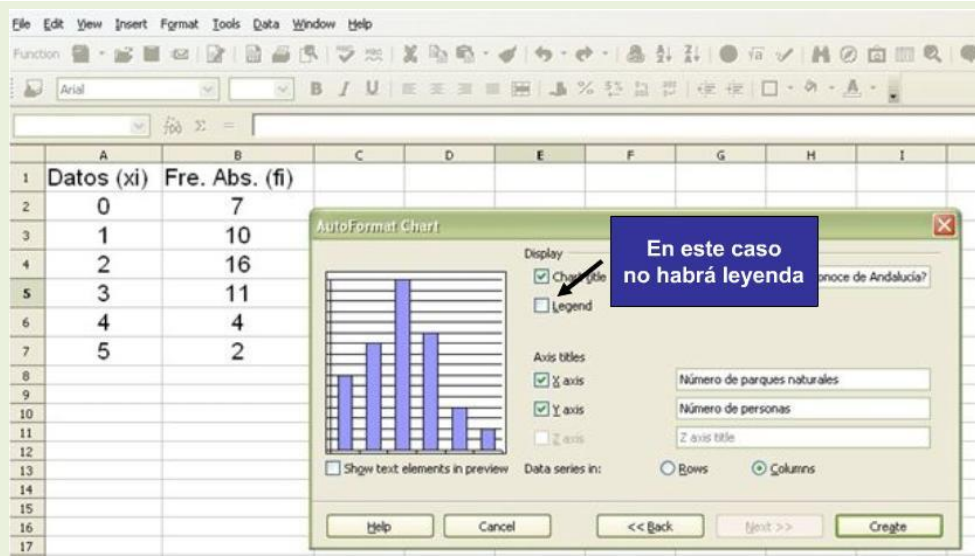 File Edit View Insert Format Tools Data Window Help
Function
Arial
A B C D E F G H I
1 Datos (xi) Fre. Abs. (fi)
2 0 7
3 1 10
4 2 16
5 3 11
6 4 4
7 5 2
8
9
10
11
12
13
14
15
16
17
AutoFormat Chart
En este caso
no habrá leyenda
Display
Chart title
onoce de Andalucía?
Legend
Axis titles
X axis Número de parques naturales
Y axis Número de personas
Z axis Z axis title
Show text elements in preview Data series in: Rows Columns
Help Cancel << Back Next >> Create